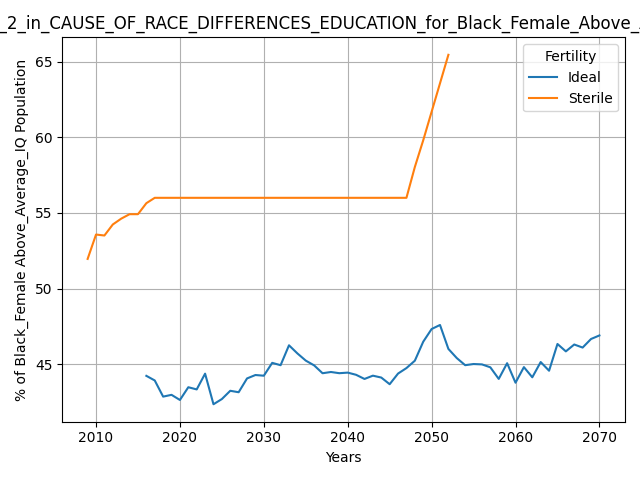 _2_in_CAUSE_OF_RACE_DIFFERENCES_EDUCATION_for_Black_Female_Above_
% of Black_Female Above_Average_IQ Population
65
60
55
50
45
Fertility
Ideal
Sterile
2010 2020 2030 2040 2050 2060 2070
Years